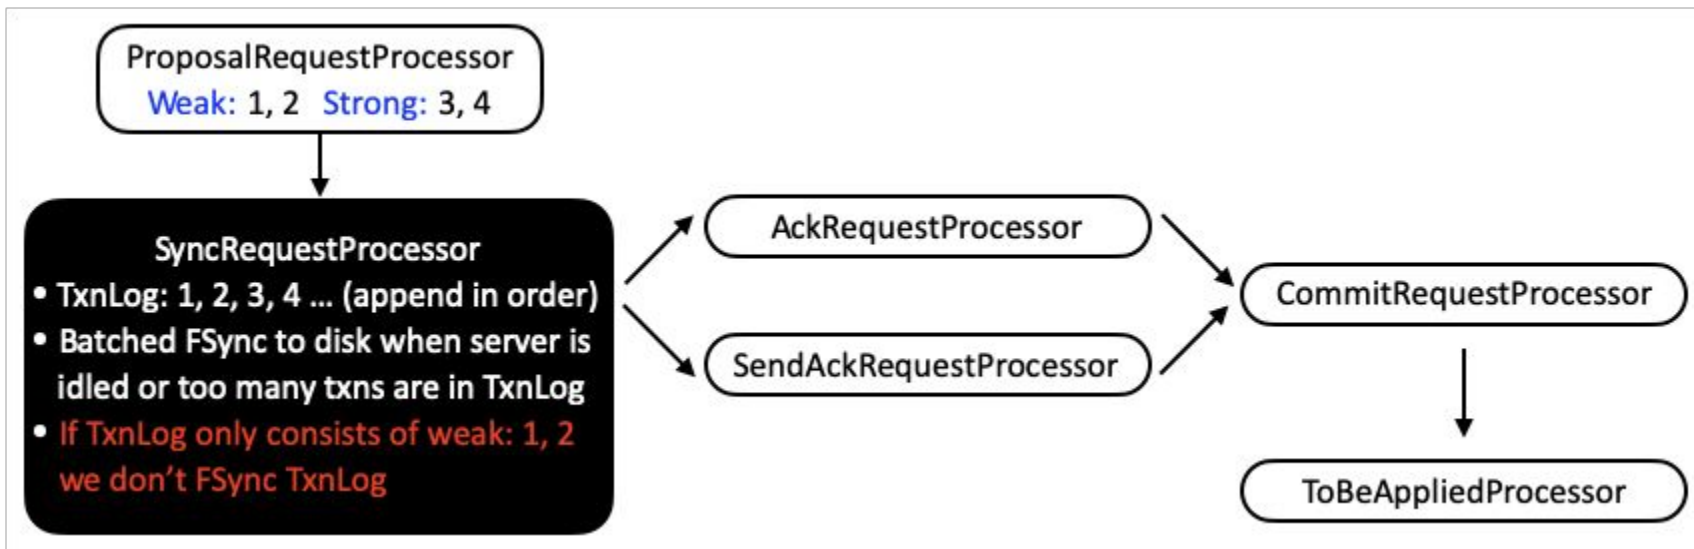 ProposalRequestProcessor
Weak: 1, 2 Strong: 3, 4
SyncRequestProcessor
• TxnLog: 1, 2, 3, 4 ... (append in order)
• Batched FSync to disk when server is
idled or too many txns are in TxnLog
• If TxnLog only consists of weak: 1, 2
we don’t FSync TxnLog
AckRequestProcessor
SendAckRequestProcessor
CommitRequestProcessor
ToBeAppliedProcessor